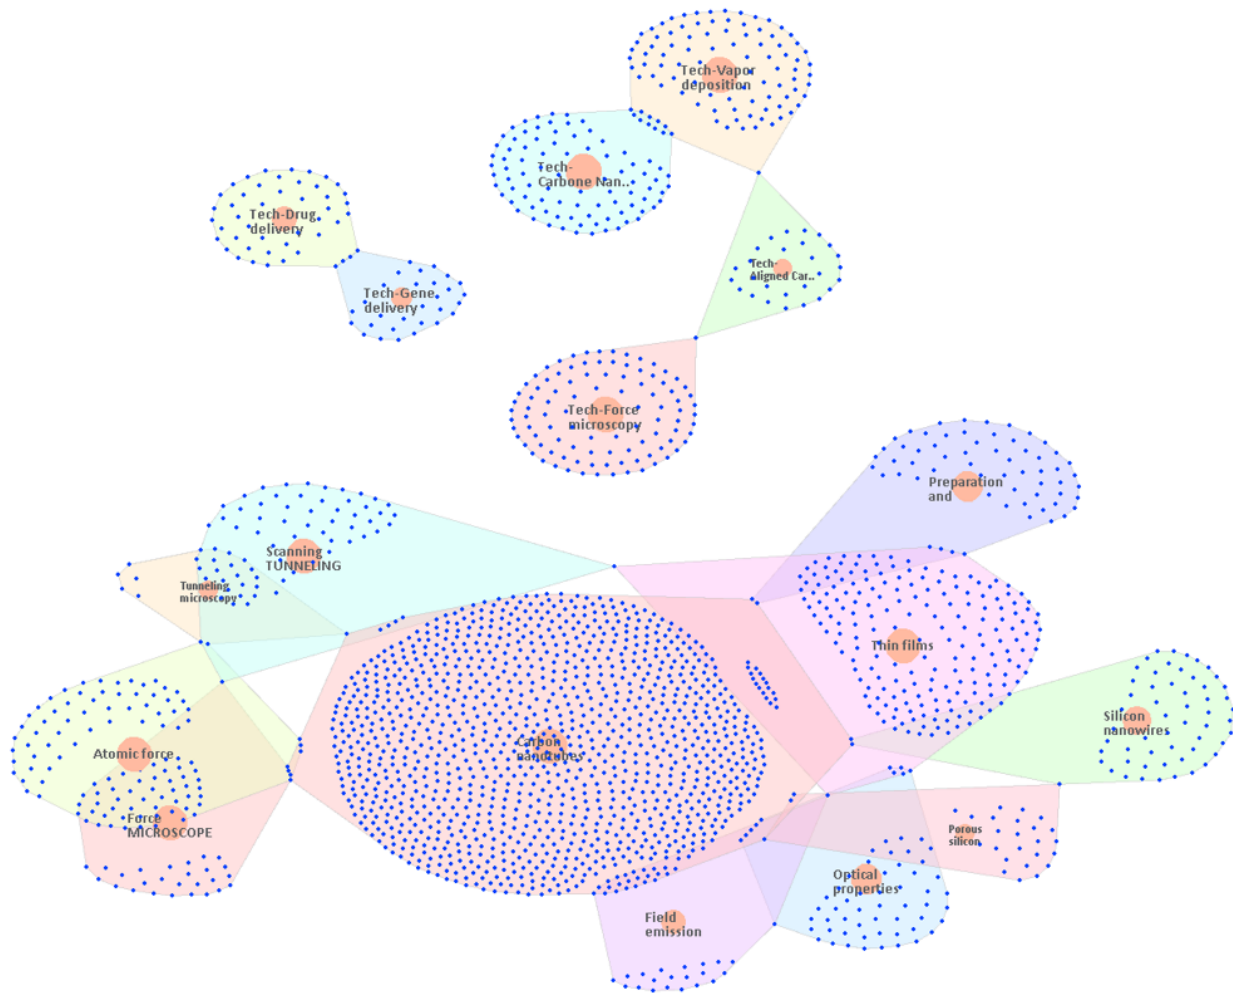 Tech-Vapor
deposition
Tech-
Carbone Nan..
Tech-Drug
delivery
Tech-
Aligned Car..
Tech-Gene
delivery
Tech-Force
microscopy
Preparation
and
Scanning
TUNNELING
Tunneling
microscopy
Thin films
Silicon
nanowires
Carbon
nanotubes
Atomic force
Force
MICROSCOPE
Porous
silicon
Optical
properties
Field
emission